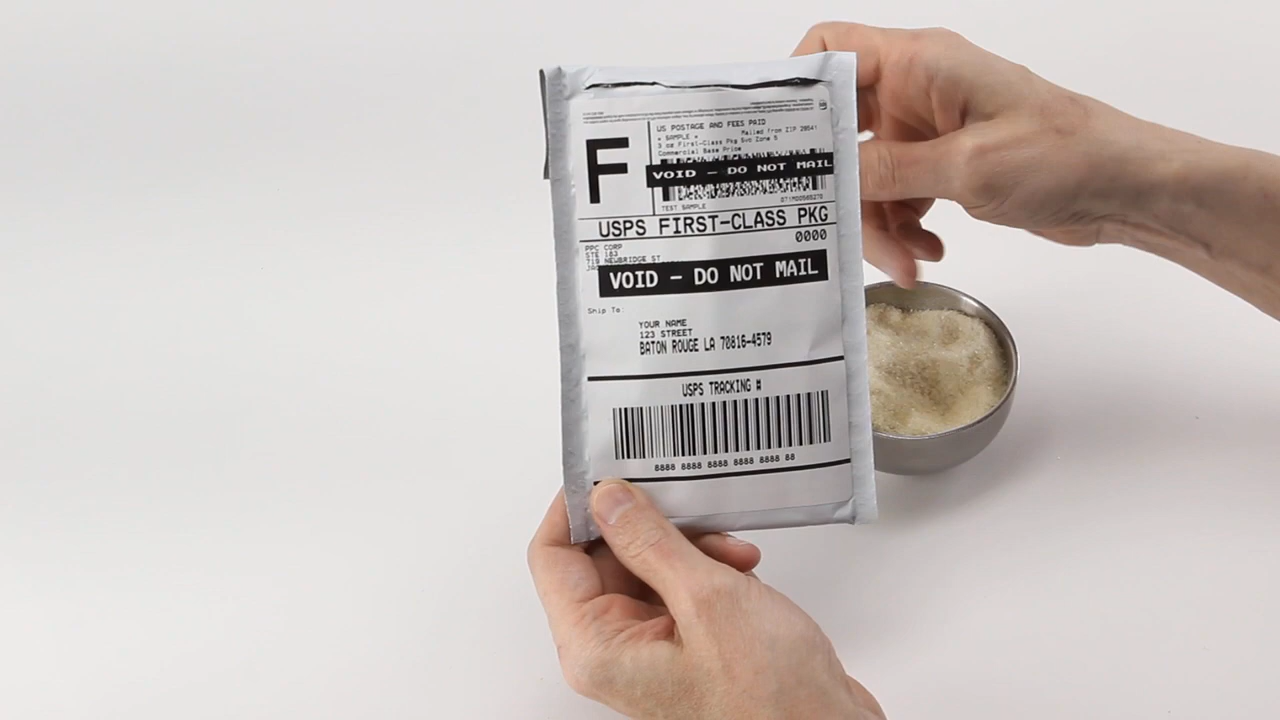 F
US POSTAGE AND FEES PAID
* SAMPLE * Mailed from ZIP 20541
3 oz First-Class Pkg Svc Zone 5
Commercial Base Price
VOID – DO NOT MAIL
TEST SAMPLE
USPS FIRST-CLASS PKG
0000
PPC CORP
STE 183
719 NEWBRIDGE ST
VOID – DO NOT MAIL
Ship To:
YOUR NAME
123 STREET
BATON ROUGE LA 70816-4579
USPS TRACKING #
8888 8888 8888 8888 8888 88